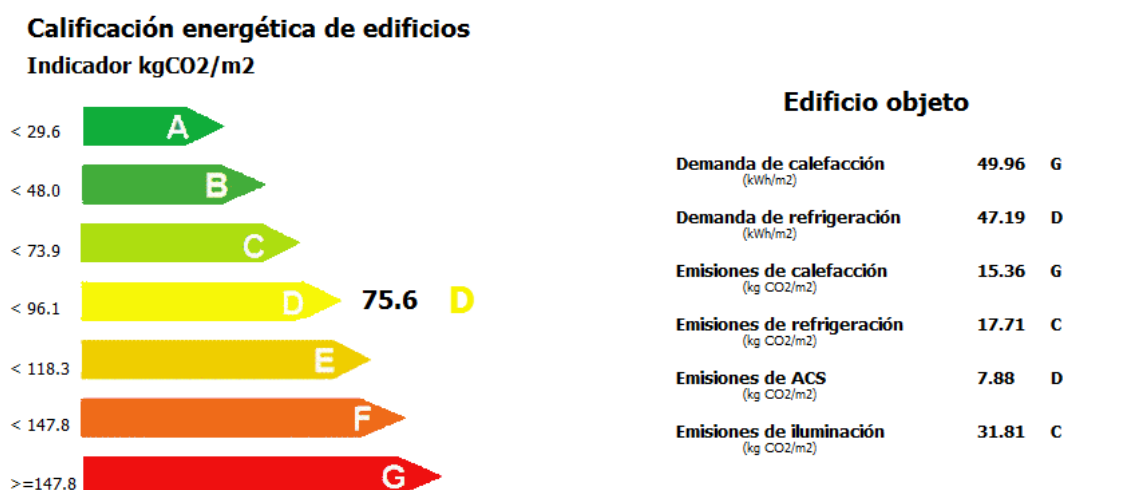 Calificación energética de edificios
Indicador kgCO2/m2
< 29.6 A
< 48.0 B
< 73.9 C
< 96.1 D 75.6 D
< 118.3 E
< 147.8 F
>=147.8 G
Edificio objeto
Demanda de calefacción 49.96 G
(kWh/m2)
Demanda de refrigeración 47.19 D
(kWh/m2)
Emisiones de calefacción 15.36 G
(kg CO2/m2)
Emisiones de refrigeración 17.71 C
(kg CO2/m2)
Emisiones de ACS 7.88 D
(kg CO2/m2)
Emisiones de iluminación 31.81 C
(kg CO2/m2)